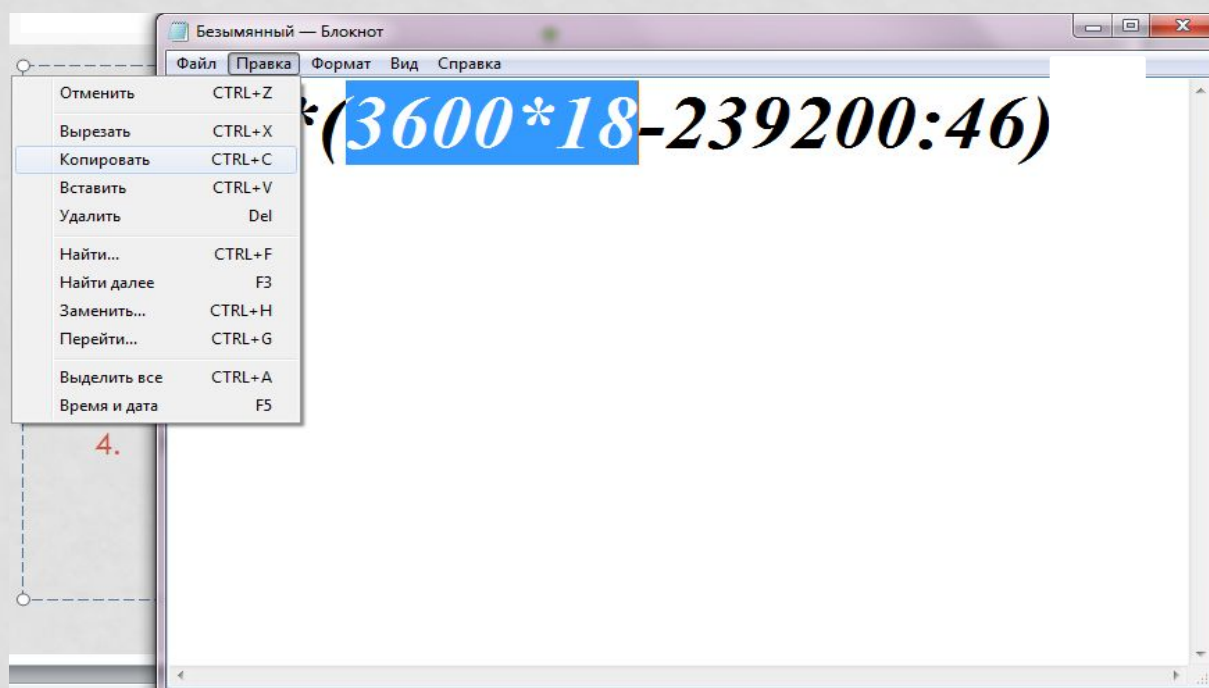 Безымянный — Блокнот
Файл Правка Формат Вид Справка
*(3600*18-239200:46)
Отменить CTRL+Z
Вырезать CTRL+X
Копировать CTRL+C
Вставить CTRL+V
Удалить Del
Найти... CTRL+F
Найти далее F3
Заменить... CTRL+H
Перейти... CTRL+G
Выделить все CTRL+A
Время и дата F5
4.